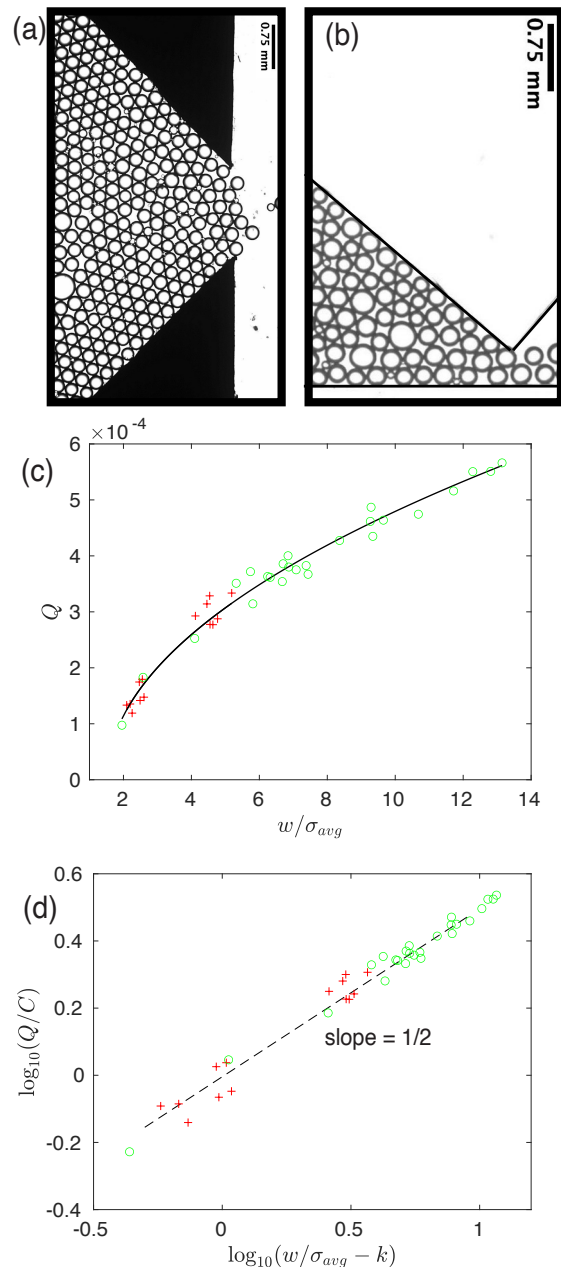 (a)
0.75 mm
(b)
0.75 mm
(c)
×10⁻⁴
6
5
4
3
2
1
0
Q
2 4 6 8 10 12 14
w/σ_avg
(d)
0.6
0.4
0.2
0
-0.2
-0.4
log₁₀(Q/C)
slope = 1/2
-0.5 0 0.5 1
log₁₀(w/σ_avg − k)